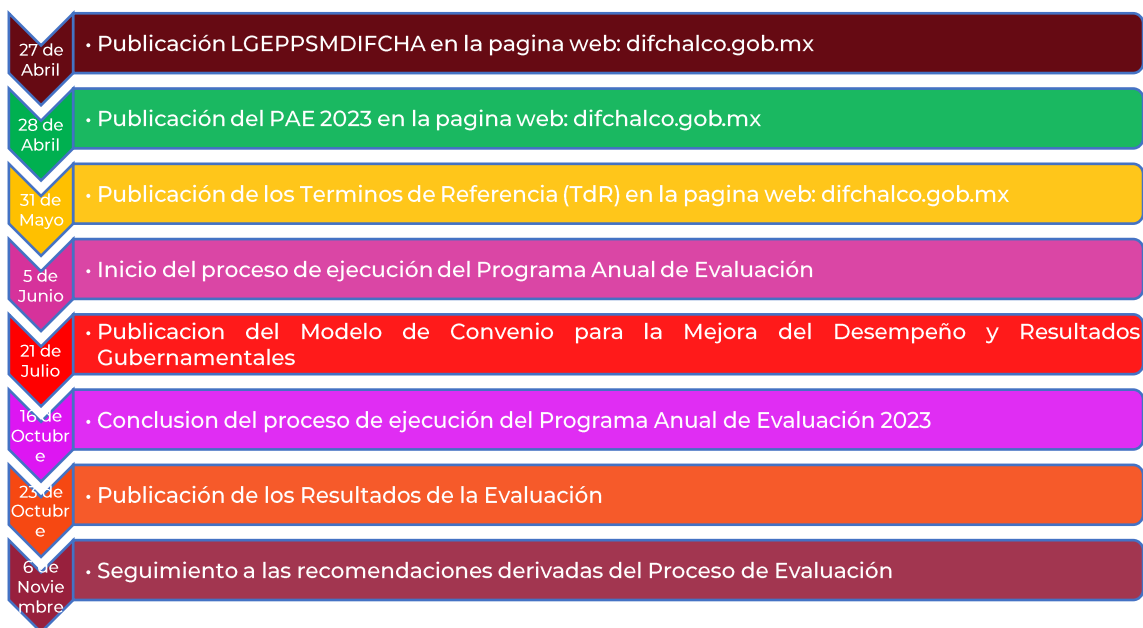 27 de
Abril
• Publicación LGEPPSMDIFCHA en la pagina web: difchalco.gob.mx
28 de
Abril
• Publicación del PAE 2023 en la pagina web: difchalco.gob.mx
31 de
Mayo
• Publicación de los Terminos de Referencia (TdR) en la pagina web: difchalco.gob.mx
5 de
Junio
• Inicio del proceso de ejecución del Programa Anual de Evaluación
21 de
Julio
• Publicacion del Modelo de Convenio para la Mejora del Desempeño y Resultados
Gubernamentales
16 de
Octubr
e
• Conclusion del proceso de ejecución del Programa Anual de Evaluación 2023
23 de
Octubr
e
• Publicación de los Resultados de la Evaluación
6 de
Novie
mbre
• Seguimiento a las recomendaciones derivadas del Proceso de Evaluación